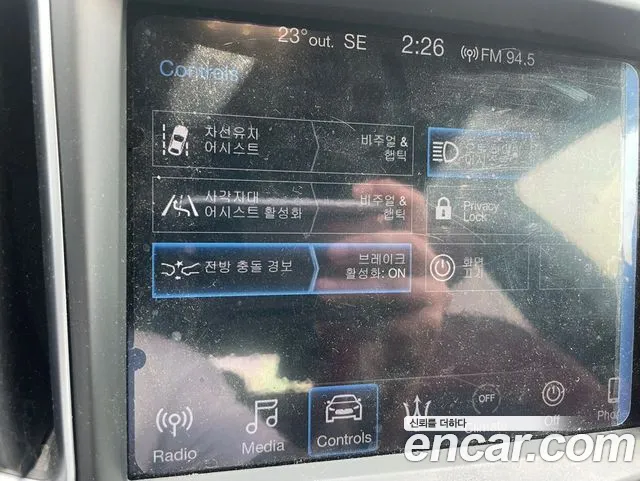 23° out. SE 2:26 FM 94.5
Controls
차선유지
어시스트
비주얼 &
햅틱
사각지대
어시스트 활성화
비주얼 &
햅틱
Privacy
Lock
전방 충돌 경보
브레이크
활성화: ON
화면
끄기
OFF
Radio
Media
Controls
Off
신뢰를 더하다
encar.com